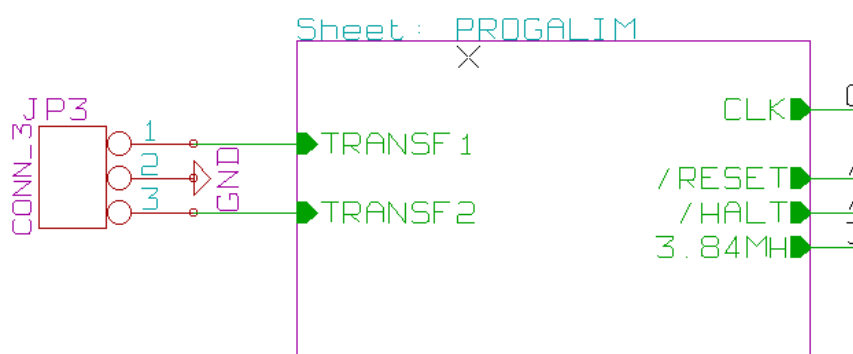 Sheet: PROGALIM
JP3
CONN_3
1
2
3
GND
TRANSF1
TRANSF2
CLK
/RESET
/HALT
3.84MH